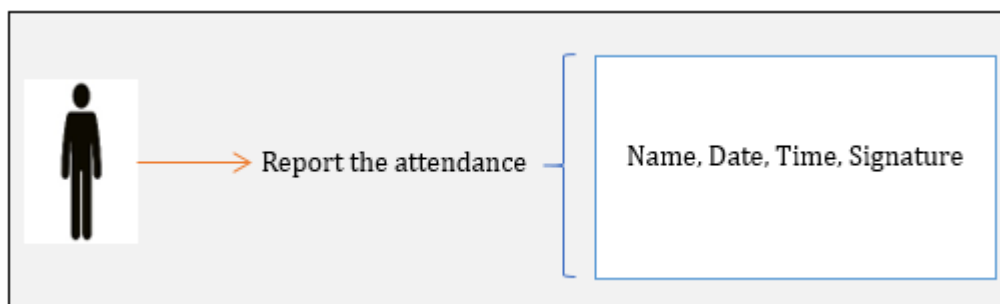 Report the attendance
Name, Date, Time, Signature